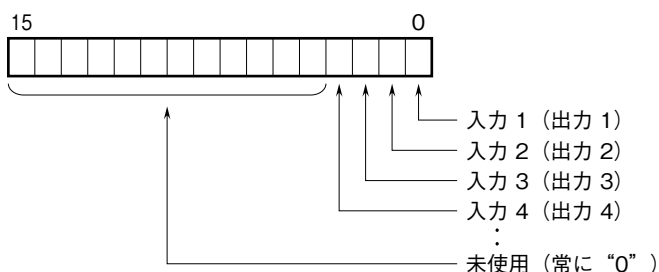 15 0
入力 1（出力 1）
入力 2（出力 2）
入力 3（出力 3）
入力 4（出力 4）
:
未使用（常に “0” ）